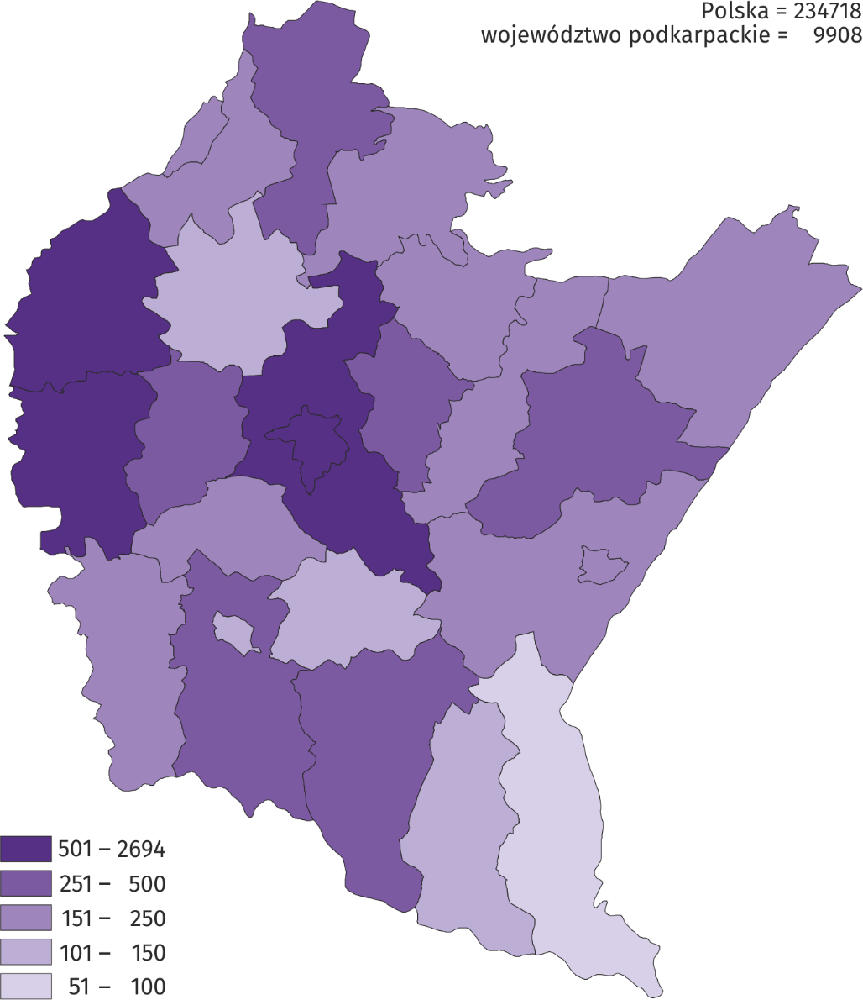 Polska = 234718
województwo podkarpackie = 9908
501 – 2694
251 – 500
151 – 250
101 – 150
51 – 100